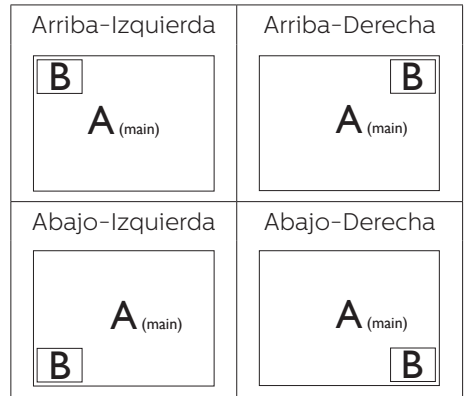 Arriba-Izquierda
B
A (main)
Arriba-Derecha
B
A (main)
Abajo-Izquierda
A (main)
B
Abajo-Derecha
A (main)
B